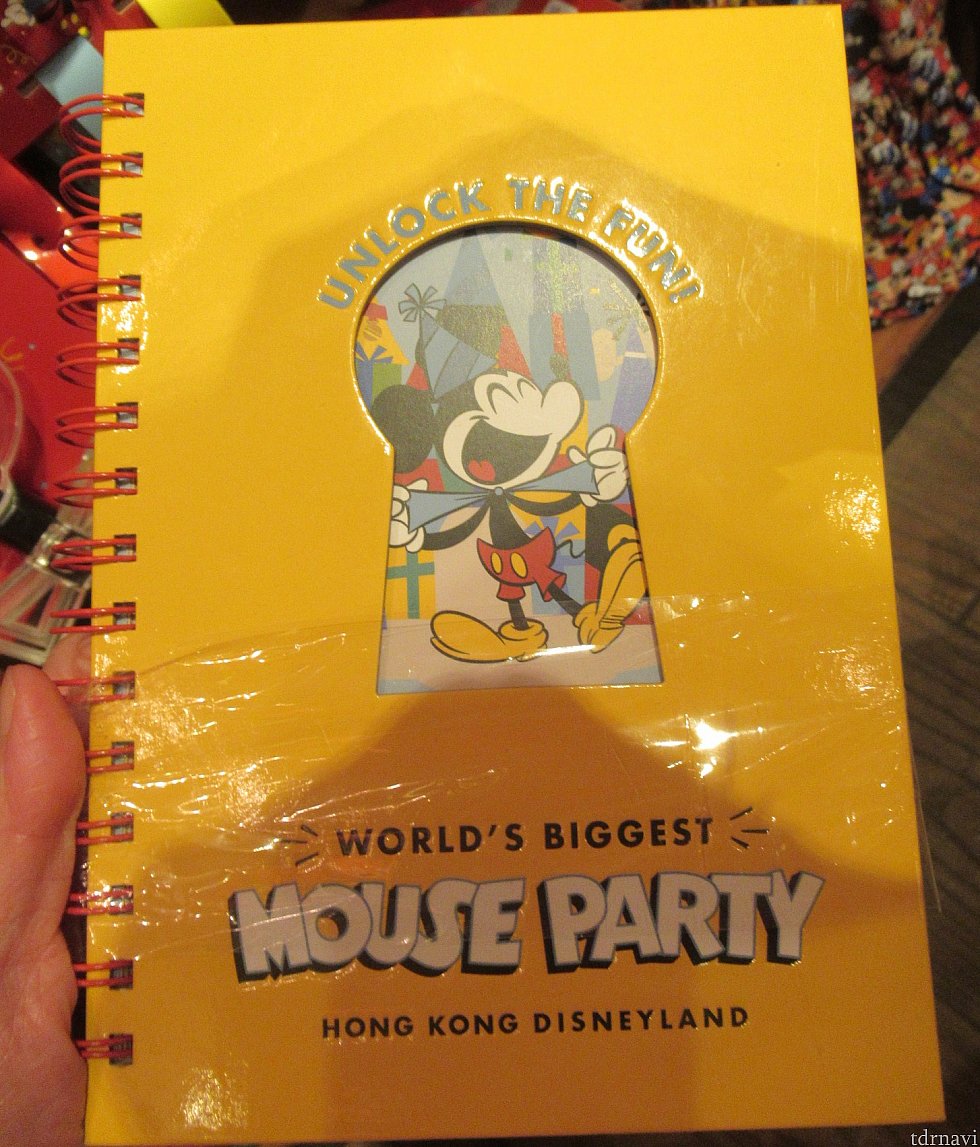 UNLOCK THE FUN!
WORLD'S BIGGEST
MOUSE PARTY
HONG KONG DISNEYLAND
tdrnavi